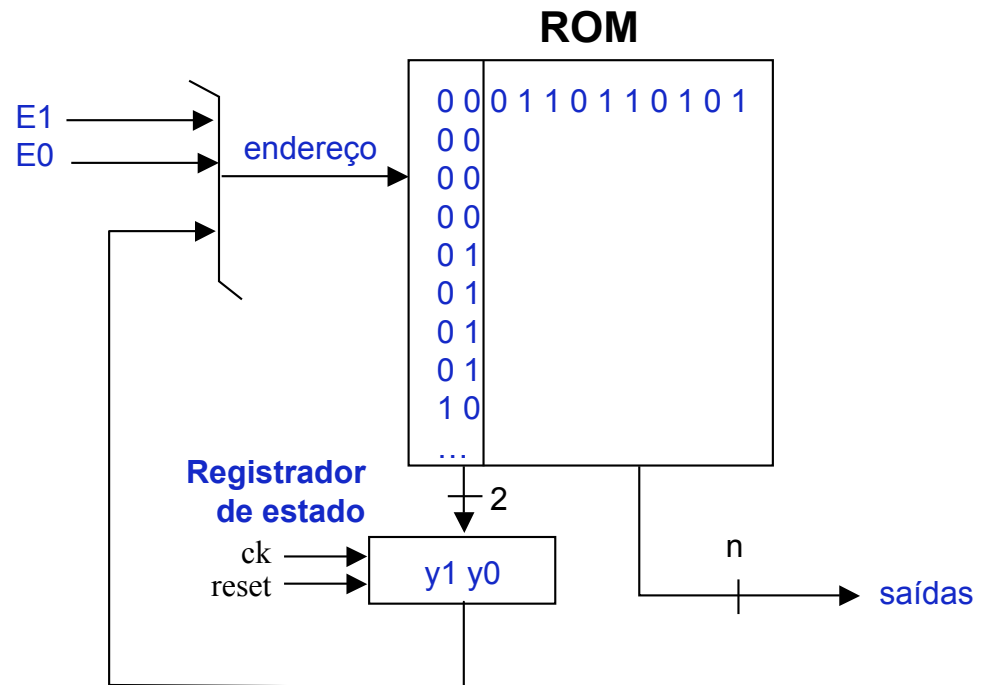 ROM
E1
E0
endereço
0 0 0 1 1 0 1 1 0 1 0 1
0 0
0 0
0 0
0 1
0 1
0 1
0 1
1 0
...
Registrador
de estado
2
ck
reset
y1 y0
n
saídas